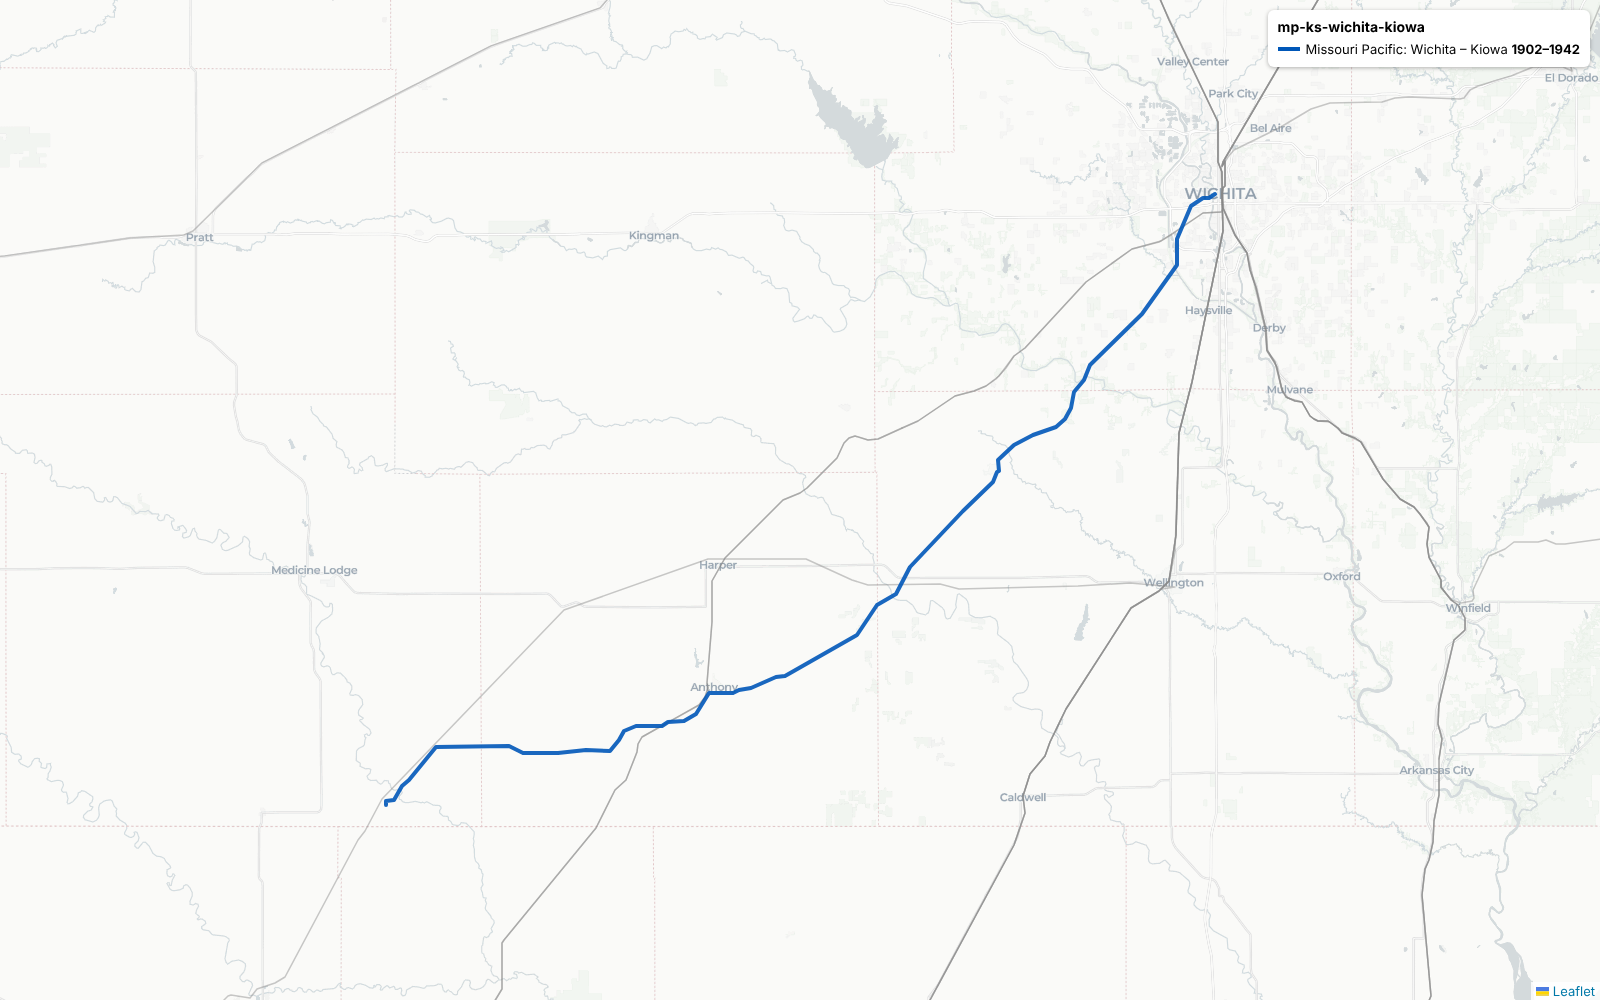 mp-ks-wichita-kiowa
Missouri Pacific: Wichita – Kiowa 1902–1942
Valley Center
El Dorado
Park City
Bel Aire
WICHITA
Pratt
Kingman
Haysville
Derby
Mulvane
Harper
Medicine Lodge
Wellington
Oxford
Winfield
Anthony
Arkansas City
Caldwell
Leaflet